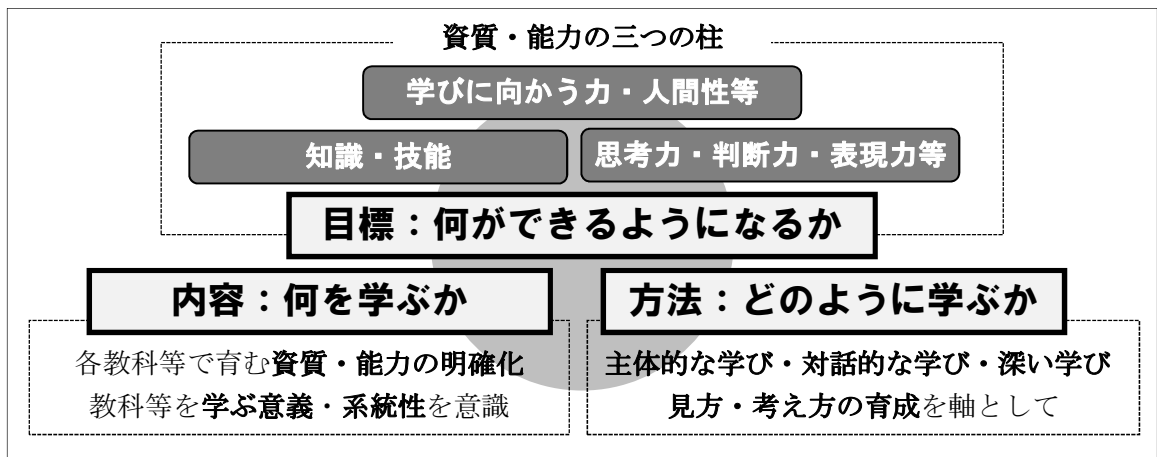 資質・能力の三つの柱
学びに向かう力・人間性等
知識・技能
思考力・判断力・表現力等
目標：何ができるようになるか
内容：何を学ぶか
各教科等で育む資質・能力の明確化
教科等を学ぶ意義・系統性を意識
方法：どのように学ぶか
主体的な学び・対話的な学び・深い学び
見方・考え方の育成を軸として